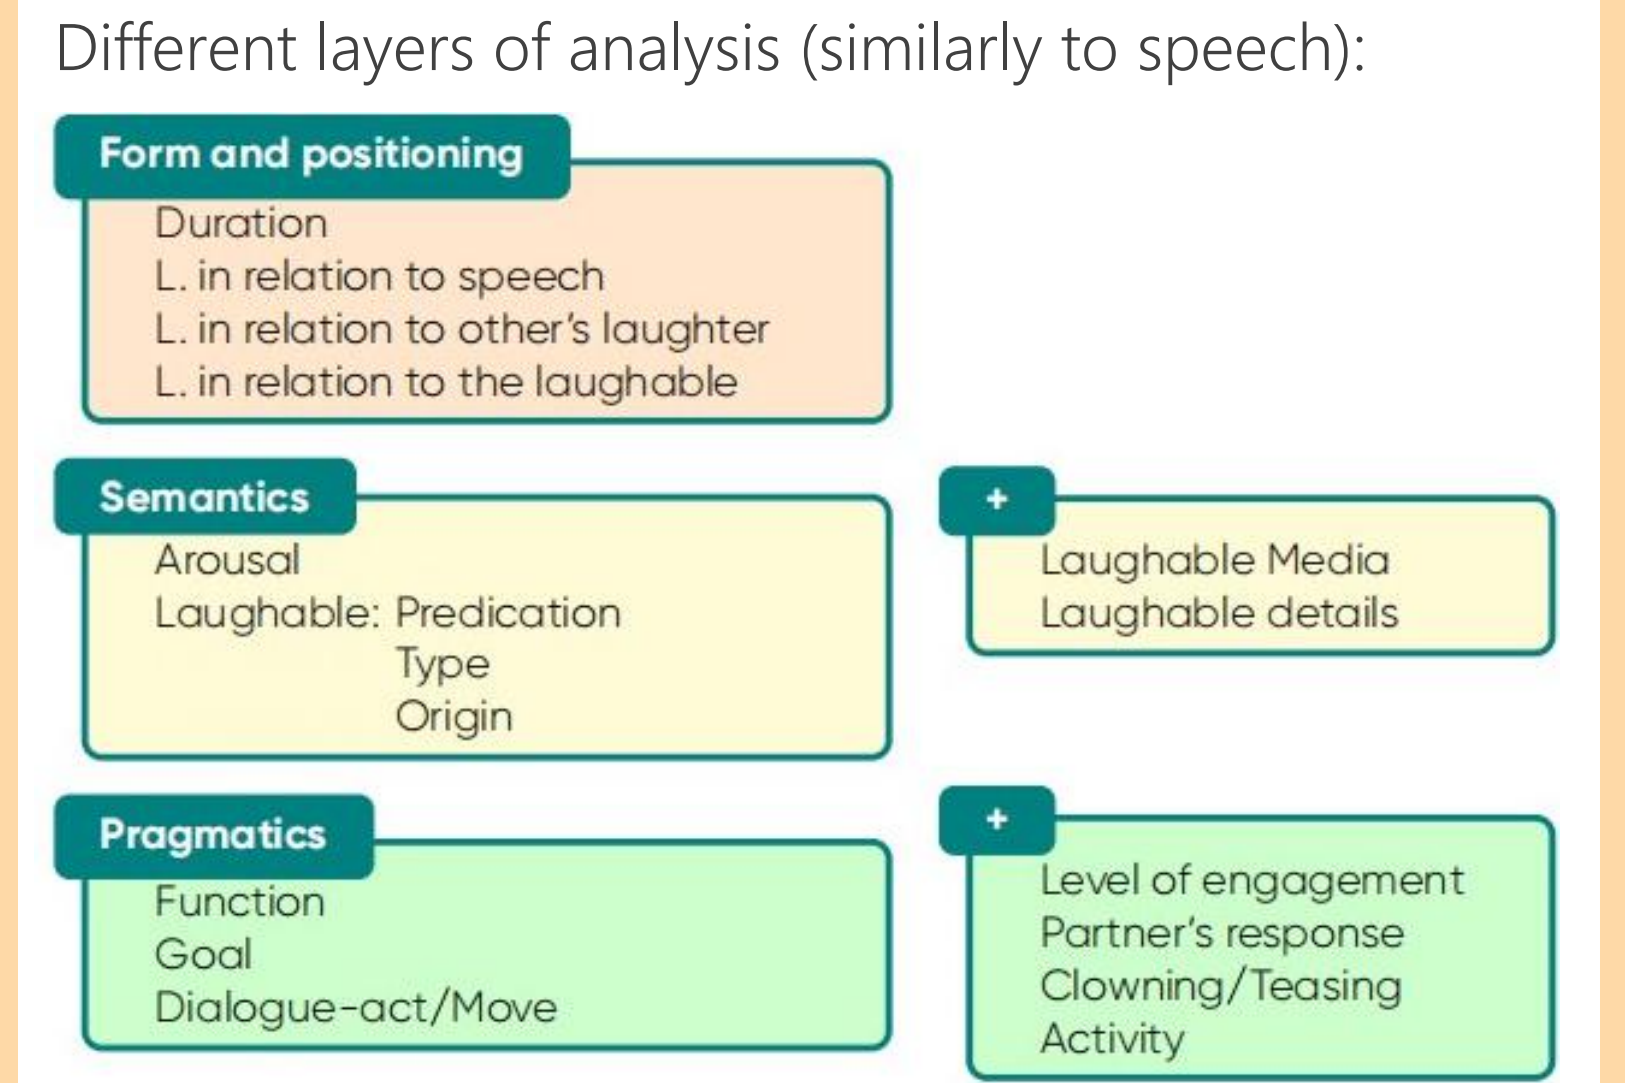 Different layers of analysis (similarly to speech):
Form and positioning
Duration
L. in relation to speech
L. in relation to other's laughter
L. in relation to the laughable
Semantics
Arousal
Laughable: Predication
Type
Origin
+
Laughable Media
Laughable details
Pragmatics
Function
Goal
Dialogue-act/Move
+
Level of engagement
Partner's response
Clowning/Teasing
Activity